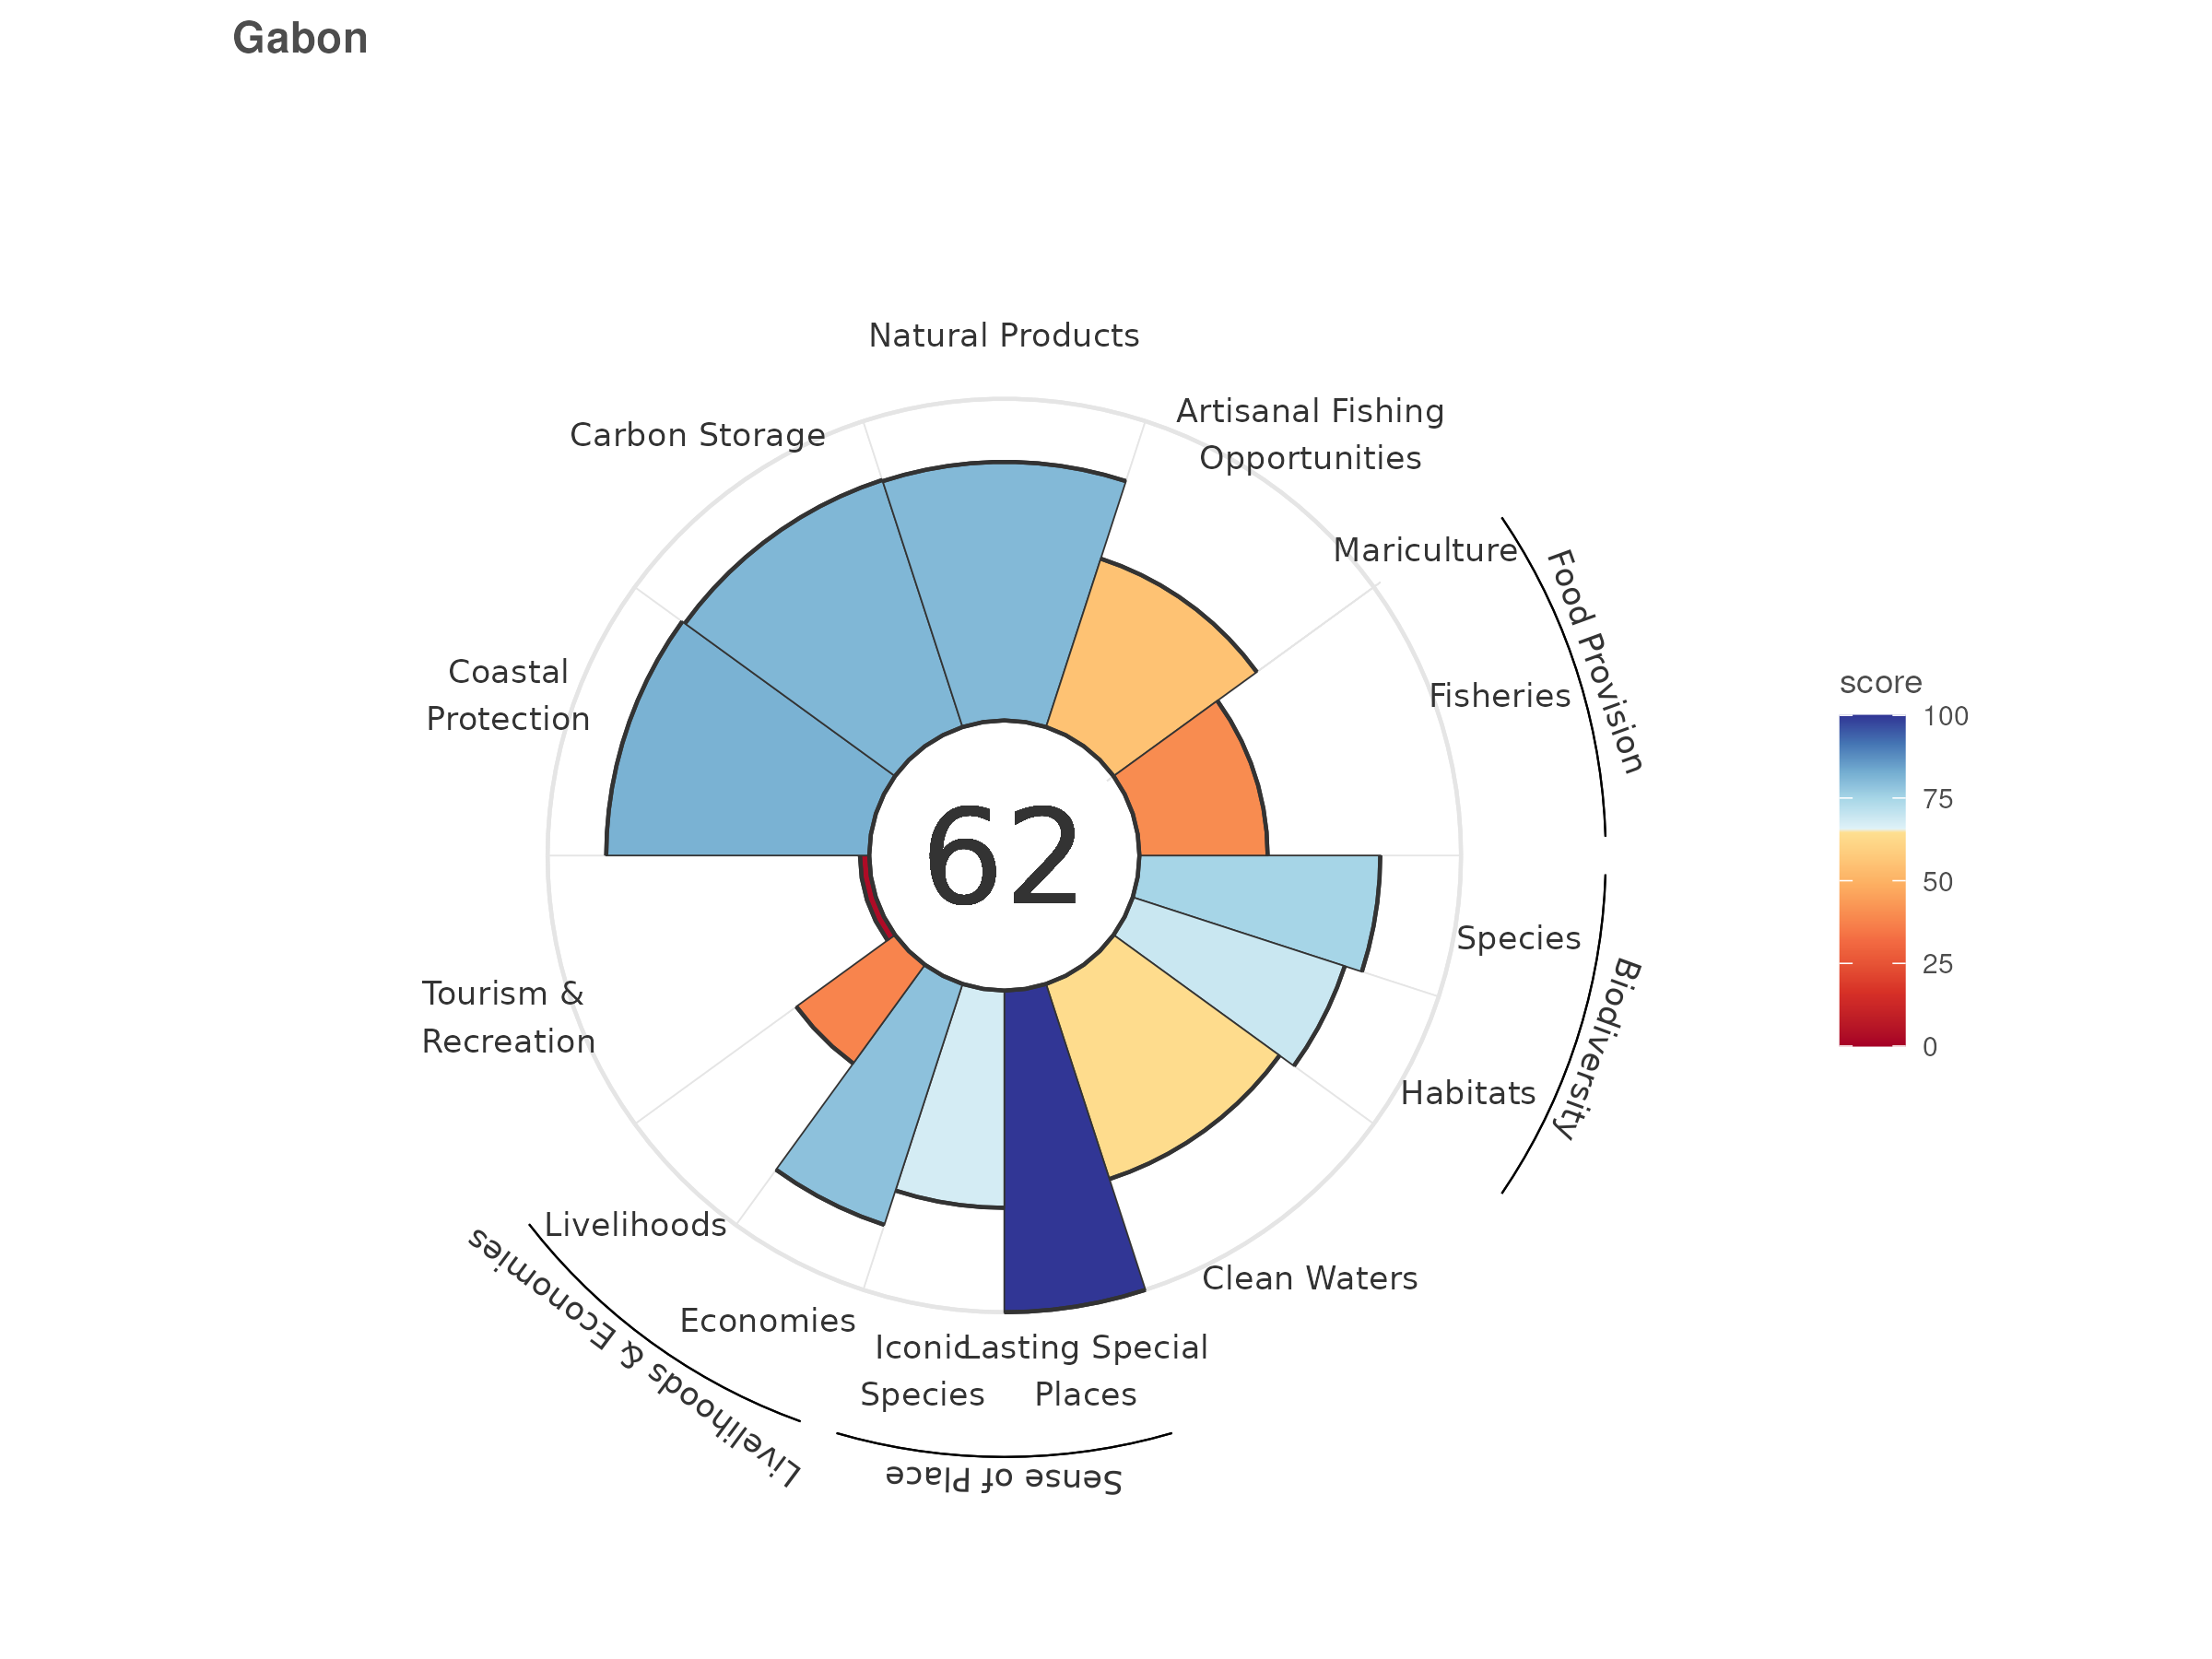 Gabon
Natural Products
Artisanal Fishing
Opportunities
Carbon Storage
Mariculture
Food Provision
Fisheries
Coastal
Protection
score
100
75
50
25
0
62
Species
Biodiversity
Habitats
Tourism &
Recreation
Livelihoods
Livelihoods & Economies
Clean Waters
Economies
Iconic
Species
Lasting Special
Places
Sense of Place